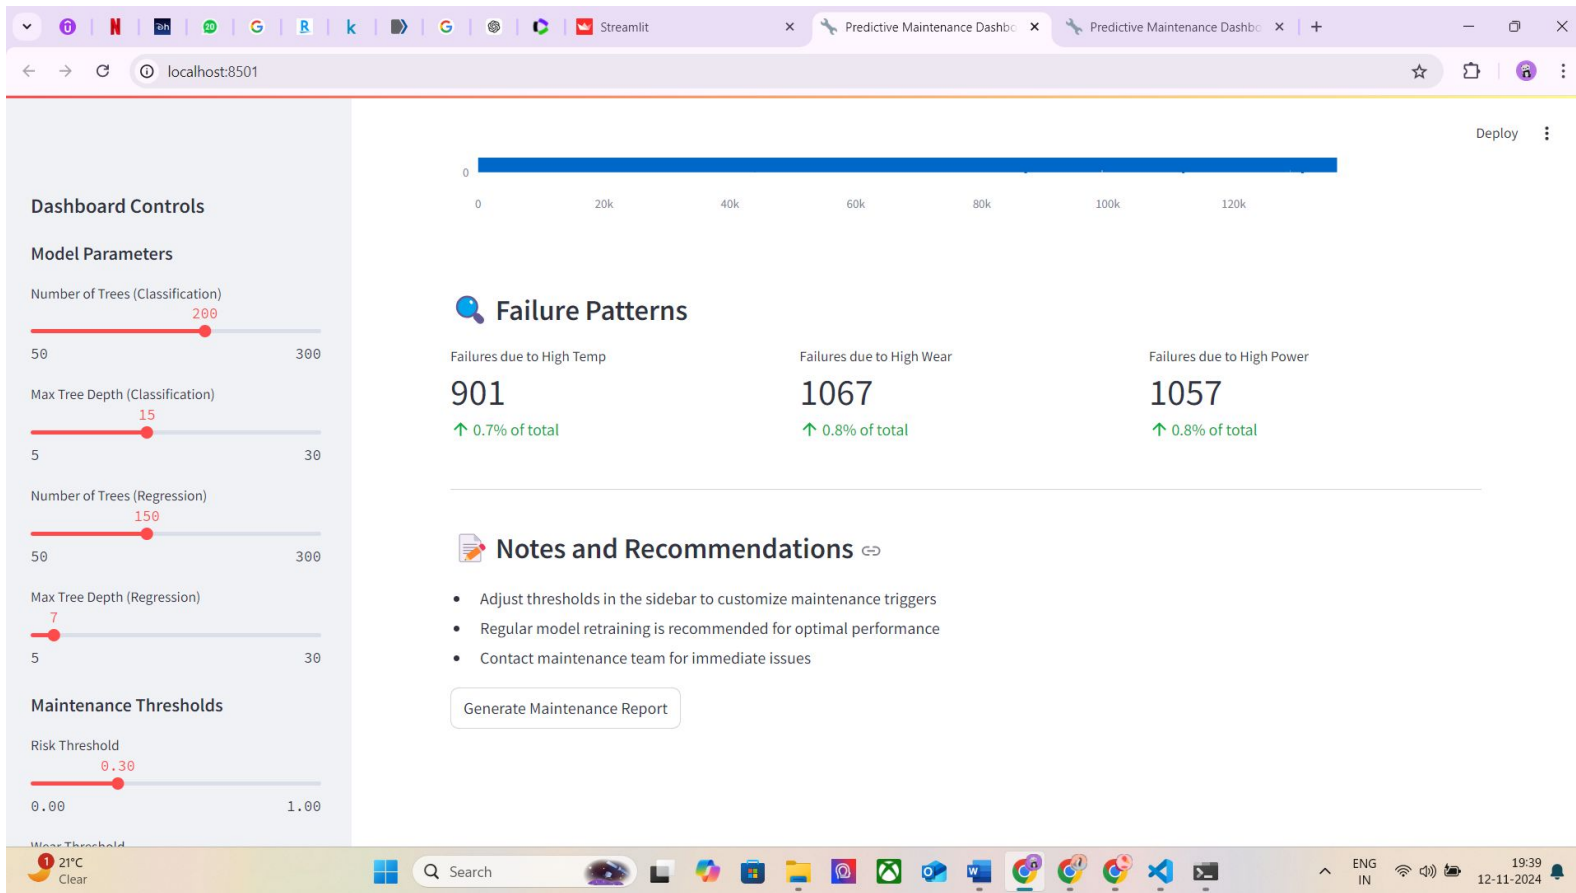 Streamlit
Predictive Maintenance Dashbo
Predictive Maintenance Dashbo
localhost:8501
Deploy
Dashboard Controls
Model Parameters
Number of Trees (Classification)
200
50 300
Max Tree Depth (Classification)
15
5 30
Number of Trees (Regression)
150
50 300
Max Tree Depth (Regression)
7
5 30
Maintenance Thresholds
Risk Threshold
0.30
0.00 1.00
Wear Threshold
0
0 20k 40k 60k 80k 100k 120k
Failure Patterns
Failures due to High Temp
901
0.7% of total
Failures due to High Wear
1067
0.8% of total
Failures due to High Power
1057
0.8% of total
Notes and Recommendations
Adjust thresholds in the sidebar to customize maintenance triggers
Regular model retraining is recommended for optimal performance
Contact maintenance team for immediate issues
Generate Maintenance Report
1
21°C
Clear
Search
ENG
IN
19:39
12-11-2024